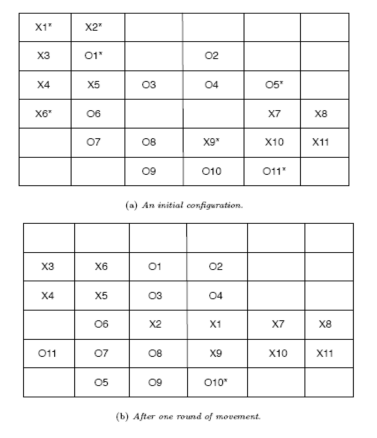 X1* X2*
X3 O1* O2
X4 X5 O3 O4 O5*
X6* O6 X7 X8
O7 O8 X9* X10 X11
O9 O10 O11*
(a) An initial configuration.
X3 X6 O1 O2
X4 X5 O3 O4
O6 X2 X1 X7 X8
O11 O7 O8 X9 X10 X11
O5 O9 O10*
(b) After one round of movement.